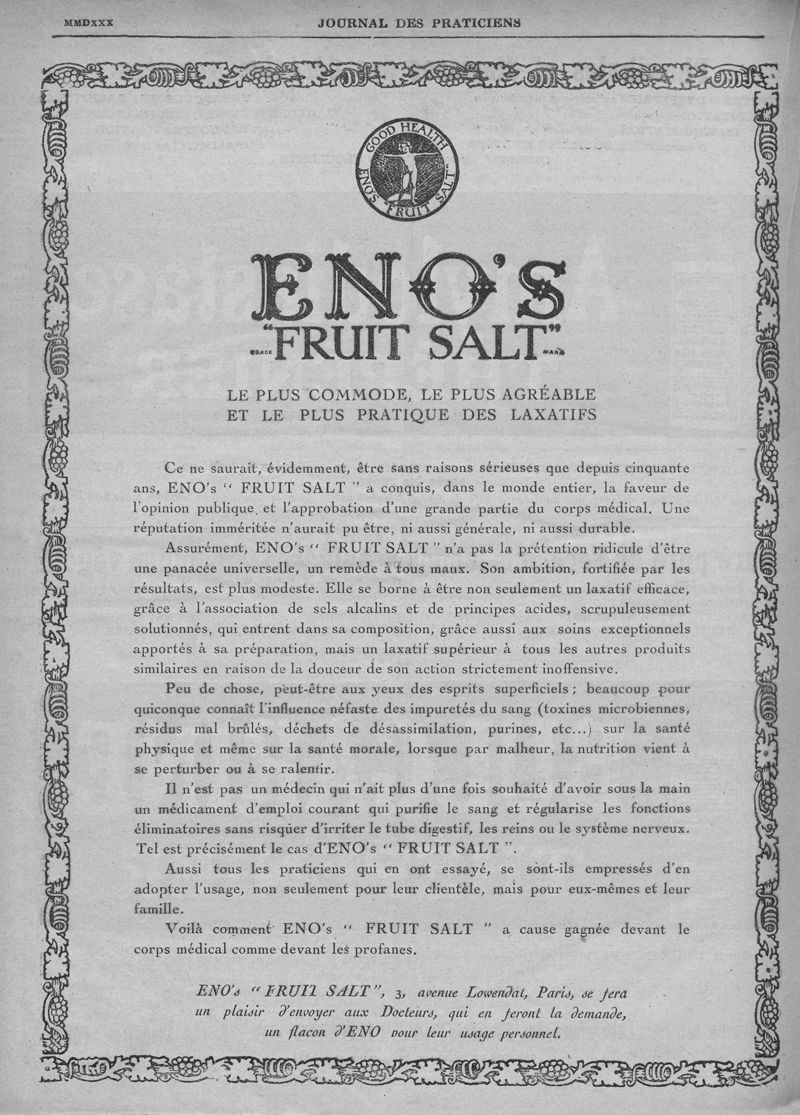 MMDXXX
JOURNAL DES PRATICIENS
GOOD HEALTH
ENO'S "FRUIT SALT"
ENO'S
TRADE "FRUIT SALT" MARK
LE PLUS COMMODE, LE PLUS AGRÉABLE
ET LE PLUS PRATIQUE DES LAXATIFS
Ce ne saurait, évidemment, être sans raisons sérieuses que depuis cinquante
ans, ENO's “ FRUIT SALT ” a conquis, dans le monde entier, la faveur de
l'opinion publique, et l'approbation d'une grande partie du corps médical. Une
réputation imméritée n'aurait pu être, ni aussi générale, ni aussi durable.
Assurément, ENO's “ FRUIT SALT ” n'a pas la prétention ridicule d'être
une panacée universelle, un remède à tous maux. Son ambition, fortifiée par les
résultats, est plus modeste. Elle se borne à être non seulement un laxatif efficace,
grâce à l'association de sels alcalins et de principes acides, scrupuleusement
solutionnés, qui entrent dans sa composition, grâce aussi aux soins exceptionnels
apportés à sa préparation, mais un laxatif supérieur à tous les autres produits
similaires en raison de la douceur de son action strictement inoffensive.
Peu de chose, peut-être aux yeux des esprits superficiels ; beaucoup pour
quiconque connaît l'influence néfaste des impuretés du sang (toxines microbiennes,
résidus mal brûlés, déchets de désassimilation, purines, etc...) sur la santé
physique et même sur la santé morale, lorsque par malheur, la nutrition vient à
se perturber ou à se ralentir.
Il n'est pas un médecin qui n'ait plus d'une fois souhaité d'avoir sous la main
un médicament d'emploi courant qui purifie le sang et régularise les fonctions
éliminatoires sans risquer d'irriter le tube digestif, les reins ou le système nerveux.
Tel est précisément le cas d'ENO's “ FRUIT SALT ”.
Aussi tous les praticiens qui en ont essayé, se sont-ils empressés d'en
adopter l'usage, non seulement pour leur clientèle, mais pour eux-mêmes et leur
famille.
Voilà comment ENO's “ FRUIT SALT ” a cause gagnée devant le
corps médical comme devant les profanes.
ENO's “ FRUIT SALT”, 3, avenue Lowendal, Paris, se fera
un plaisir d'envoyer aux Docteurs, qui en feront la demande,
un flacon d'ENO pour leur usage personnel.